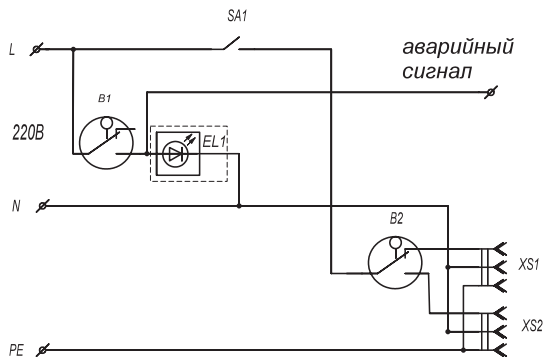 SA1
L
аварийный
сигнал
B1
220В
EL1
N
B2
XS1
XS2
PE